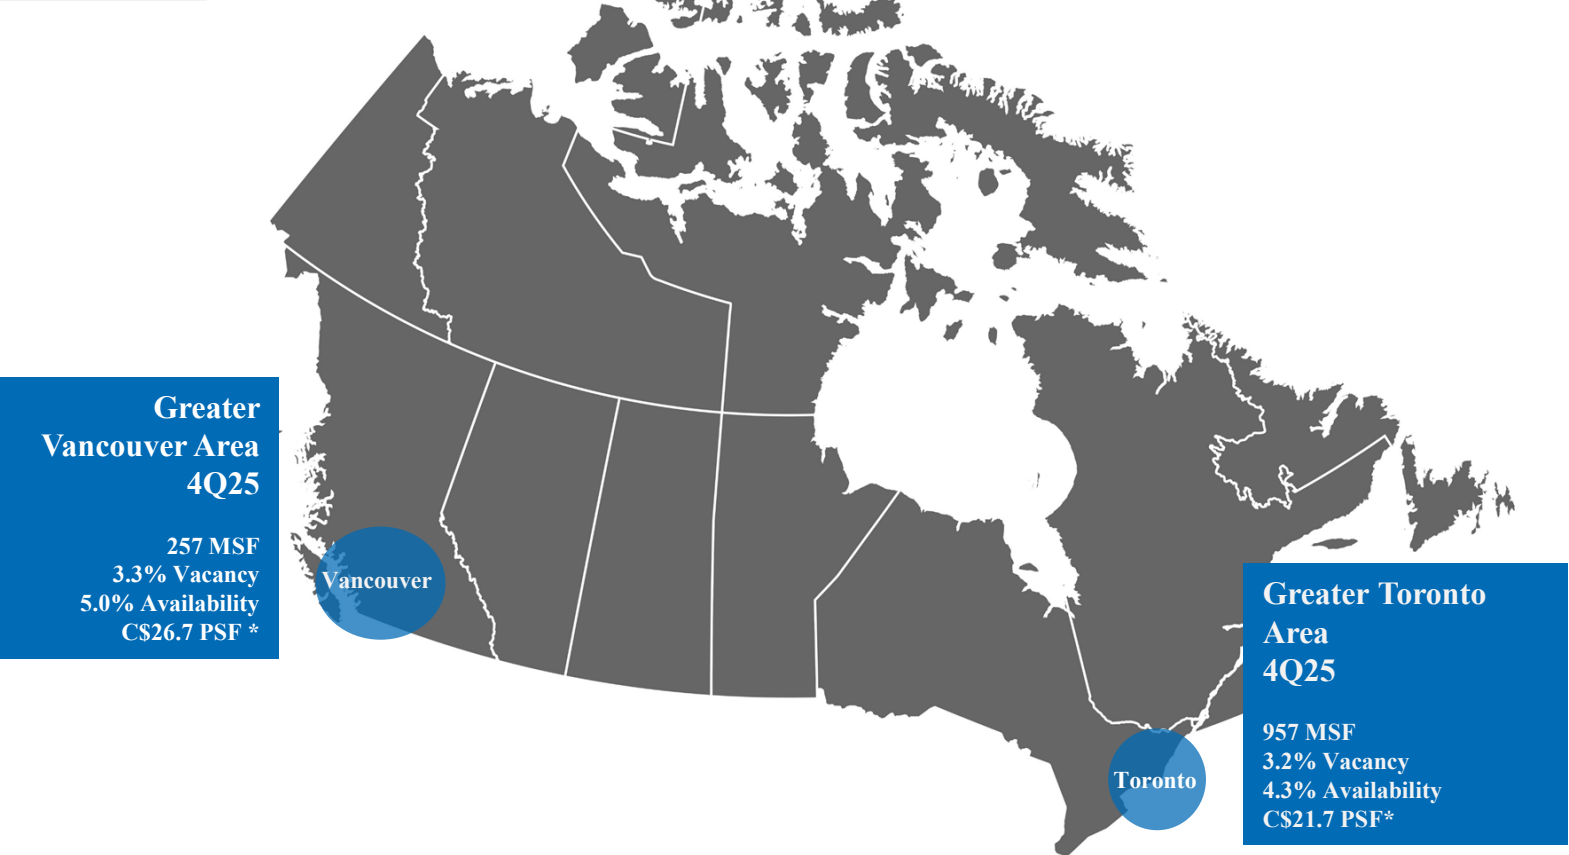 Greater
Vancouver Area
4Q25
257 MSF
3.3% Vacancy
5.0% Availability
C$26.7 PSF *
Vancouver
Greater Toronto
Area
4Q25
957 MSF
3.2% Vacancy
4.3% Availability
C$21.7 PSF*
Toronto